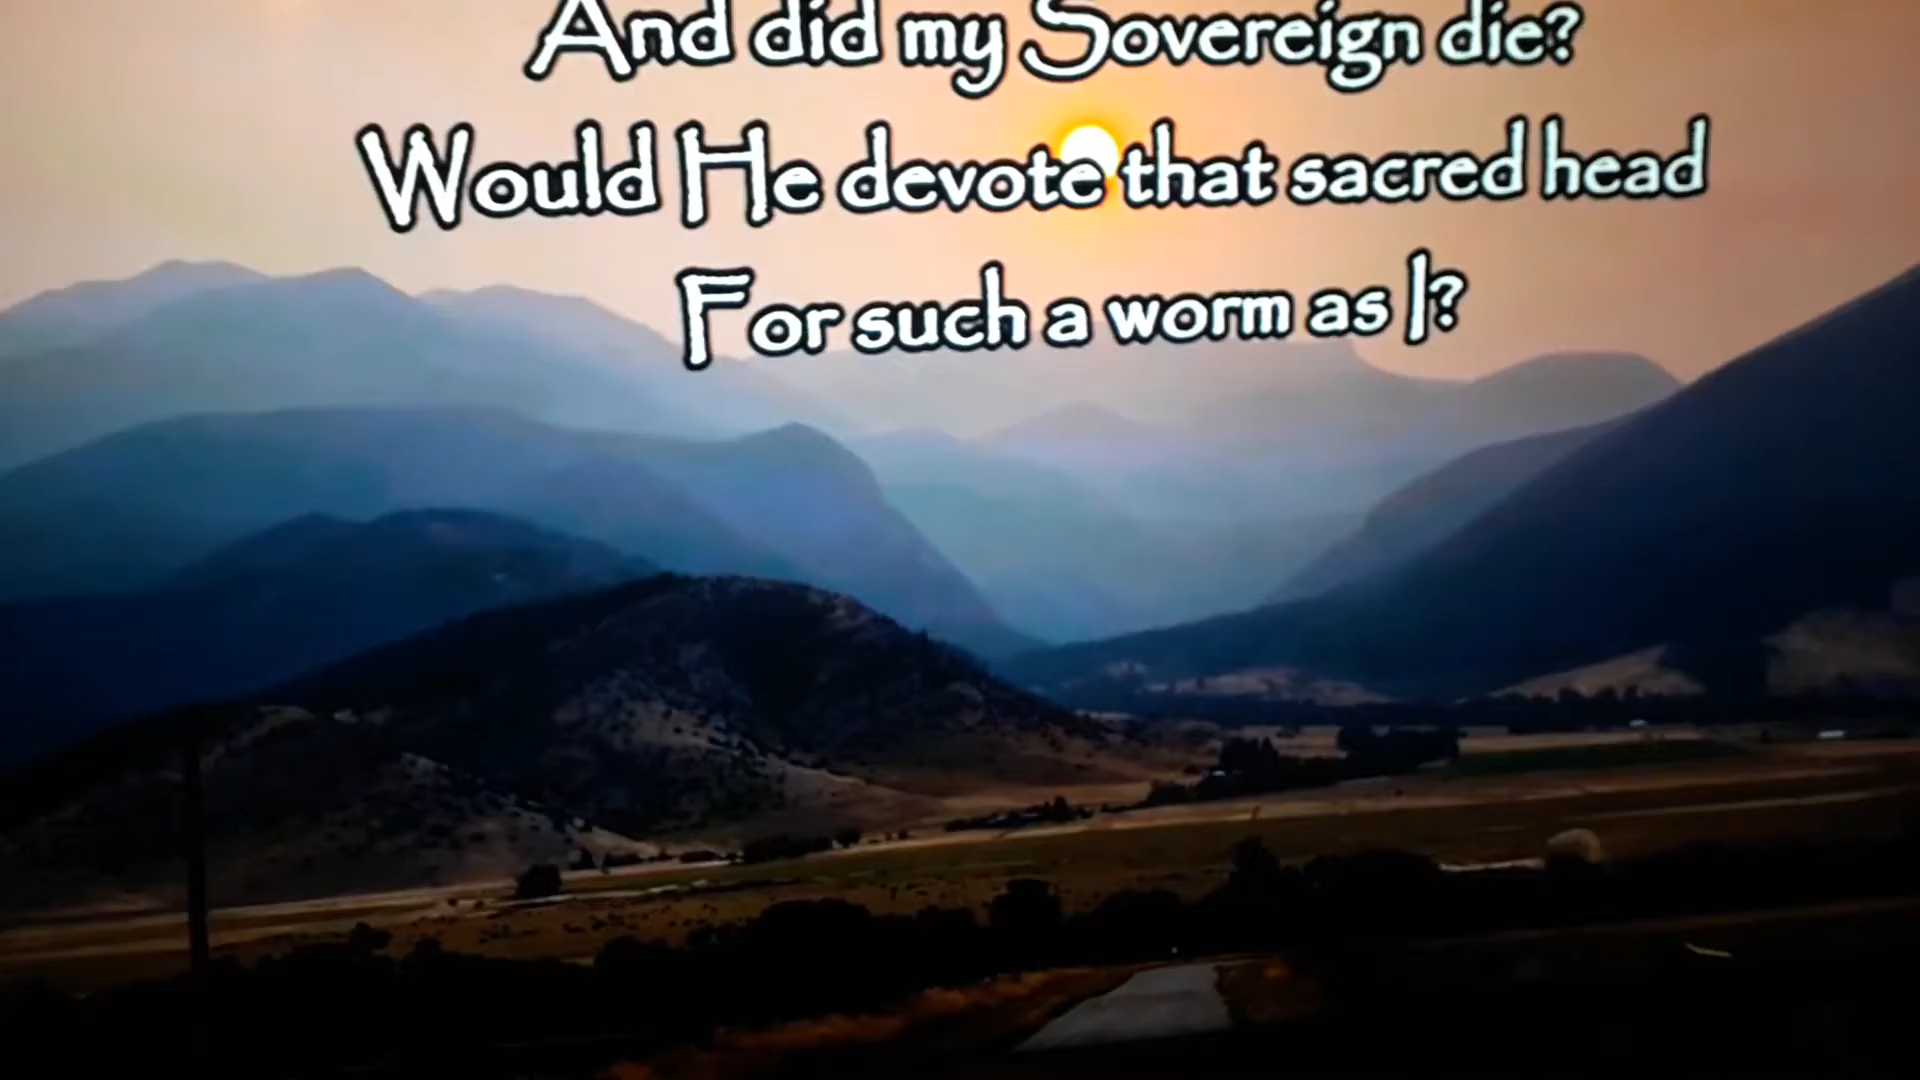 And did my Sovereign die?
Would He devote that sacred head
For such a worm as I?